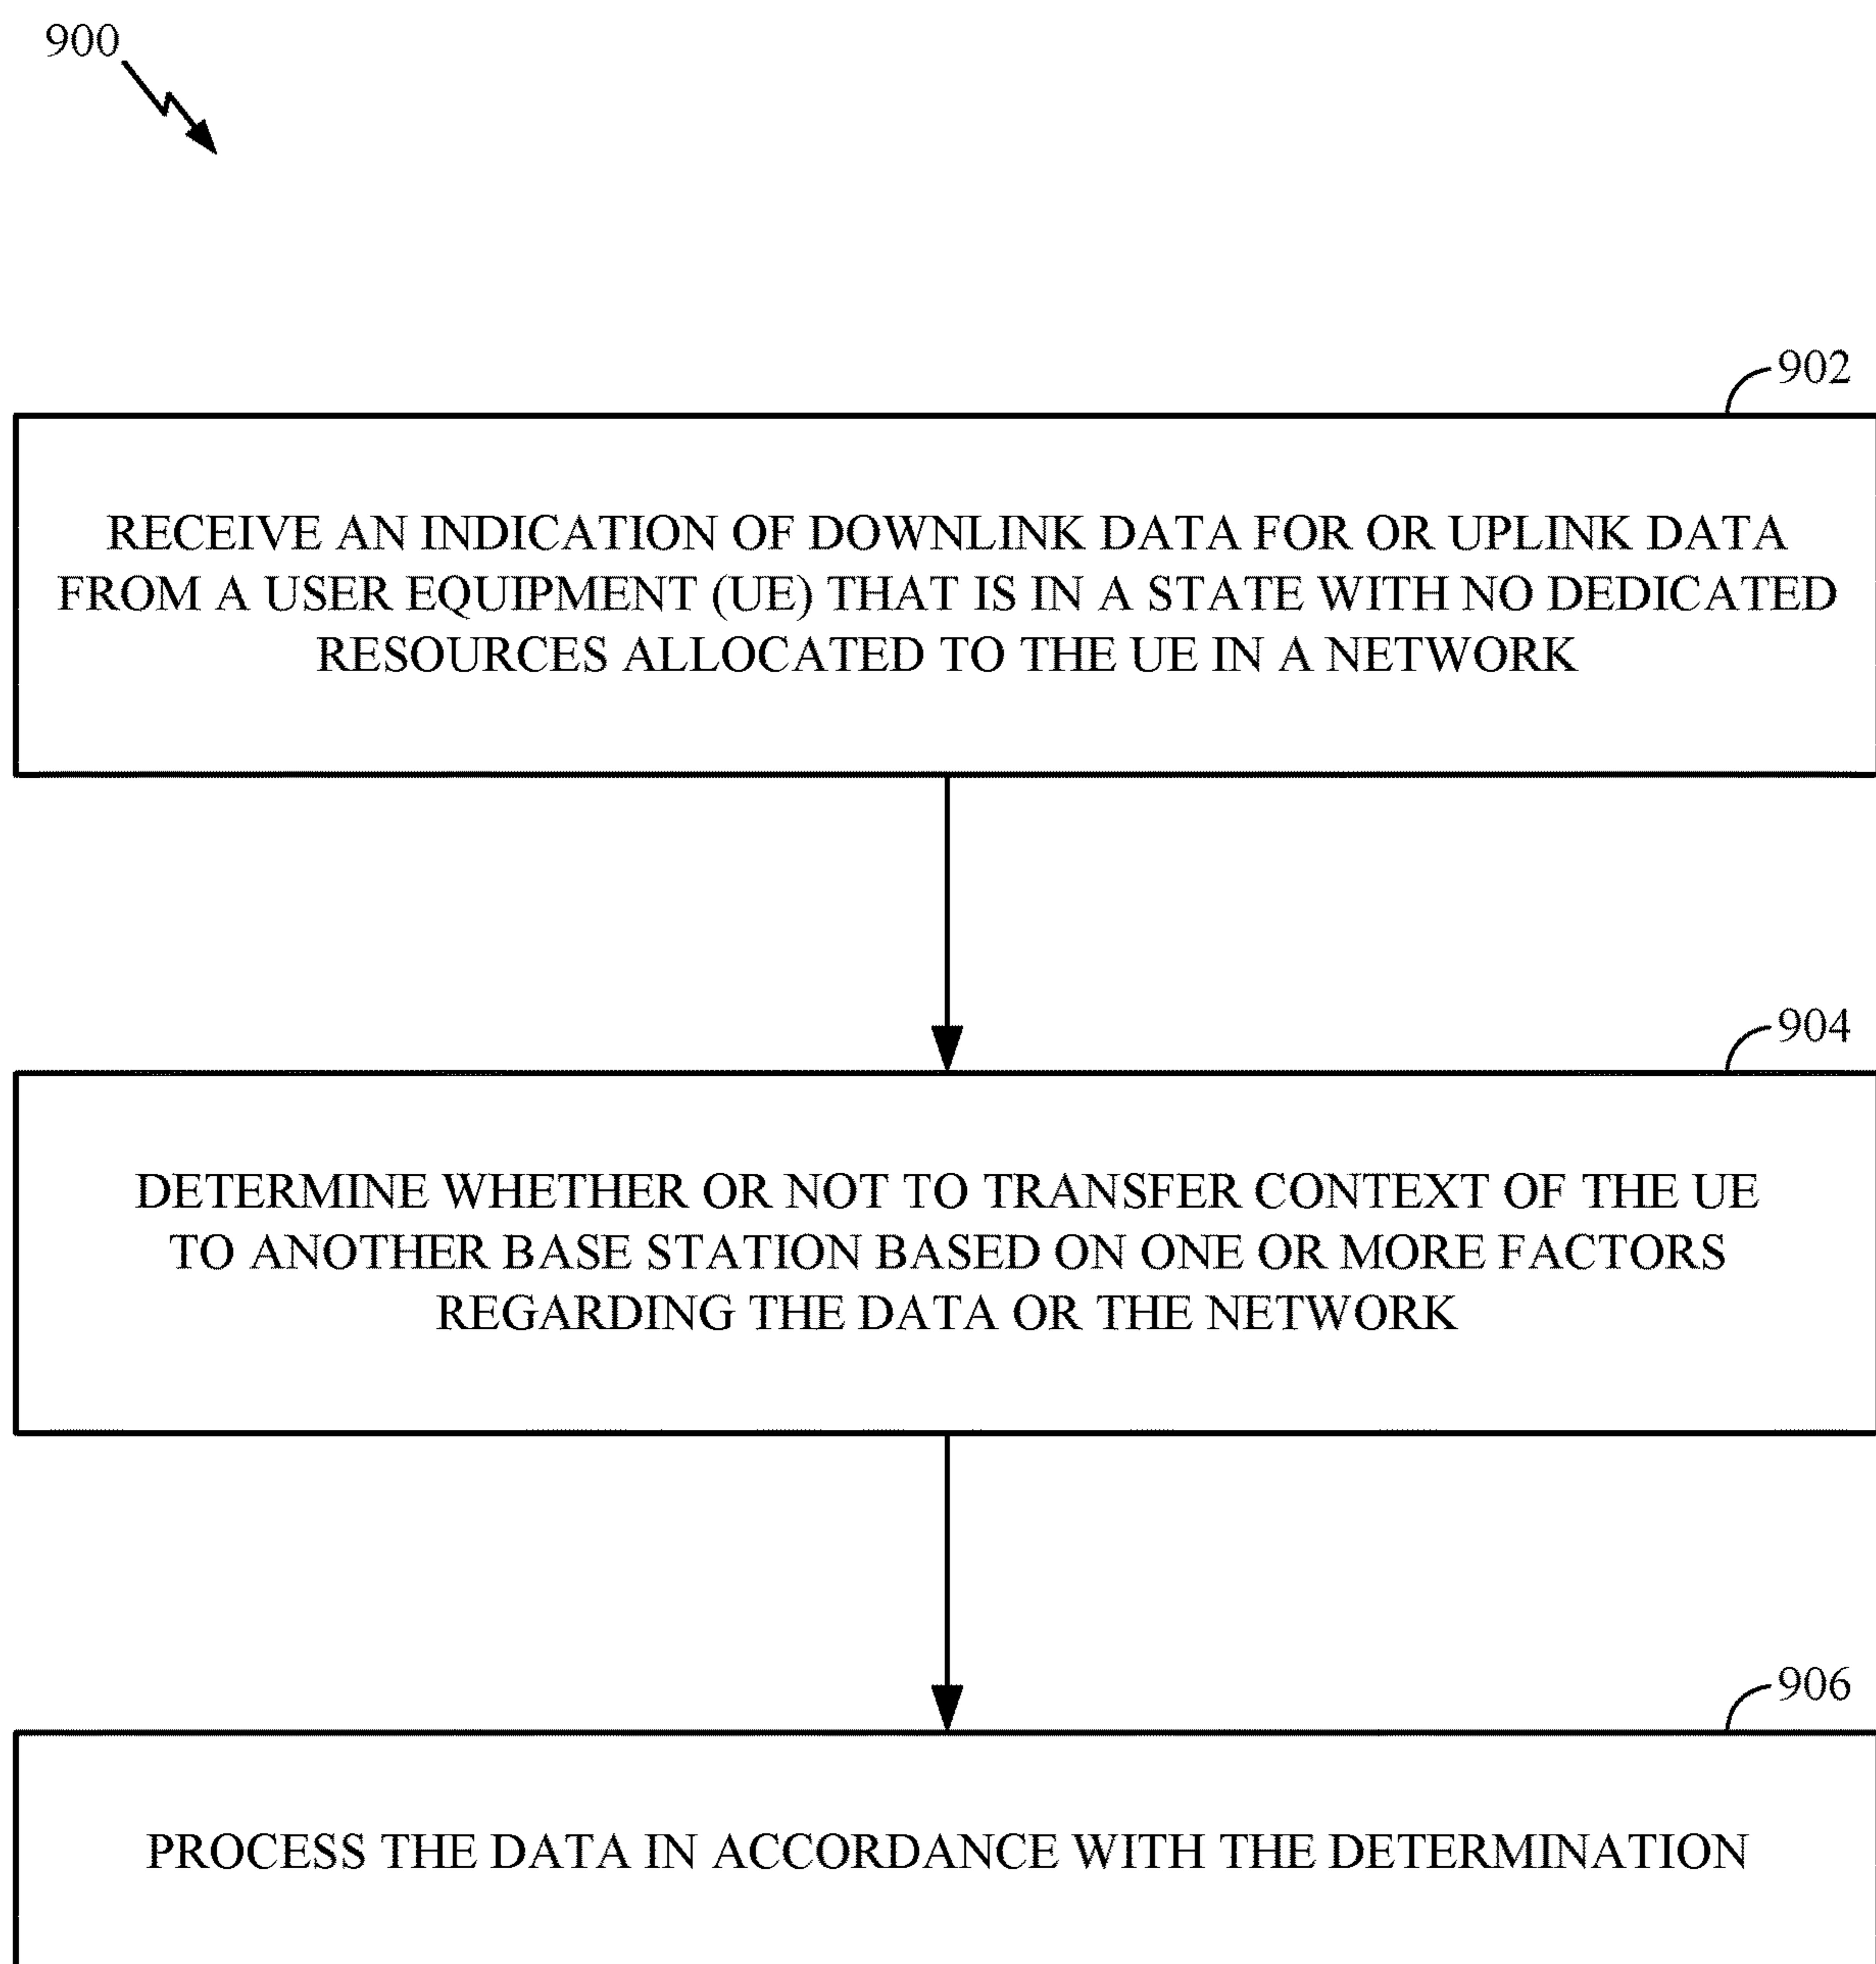 900
902
RECEIVE AN INDICATION OF DOWNLINK DATA FOR OR UPLINK DATA
FROM A USER EQUIPMENT (UE) THAT IS IN A STATE WITH NO DEDICATED
RESOURCES ALLOCATED TO THE UE IN A NETWORK
904
DETERMINE WHETHER OR NOT TO TRANSFER CONTEXT OF THE UE
TO ANOTHER BASE STATION BASED ON ONE OR MORE FACTORS
REGARDING THE DATA OR THE NETWORK
906
PROCESS THE DATA IN ACCORDANCE WITH THE DETERMINATION